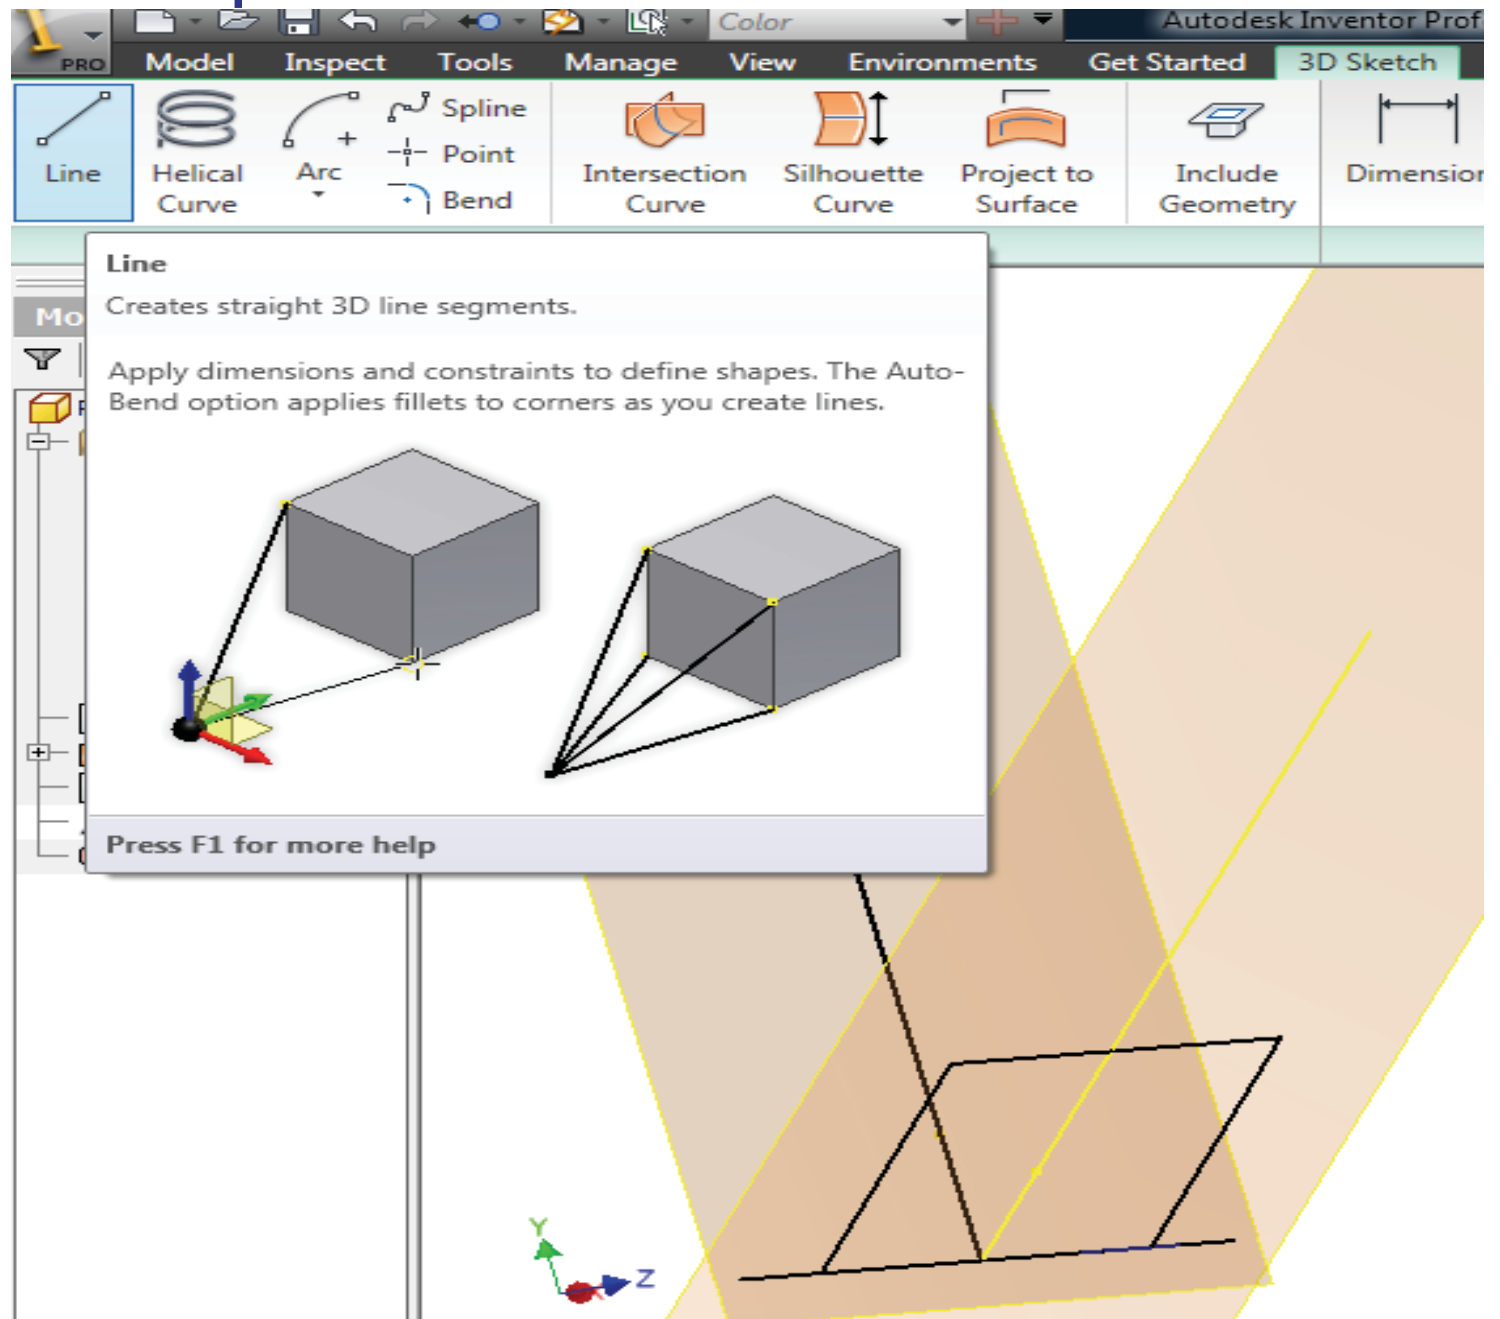 Color
Autodesk Inventor Prof
PRO
Model Inspect Tools Manage View Environments Get Started 3D Sketch
Line
Helical Curve
Arc
Spline
Point
Bend
Intersection Curve
Silhouette Curve
Project to Surface
Include Geometry
Dimension
Line
Creates straight 3D line segments.
Mo
Apply dimensions and constraints to define shapes. The Auto-
Bend option applies fillets to corners as you create lines.
Press F1 for more help
Y
Z